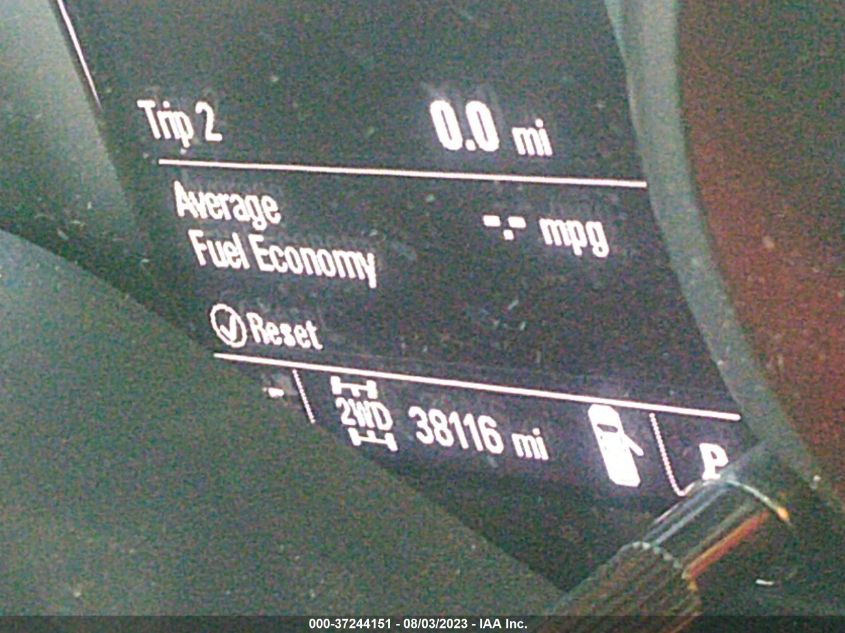 Trip 2 0.0 mi
Average
Fuel Economy -.- mpg
Reset
-- 2WD 38116 mi P
000-37244151 - 08/03/2023 - IAA Inc.